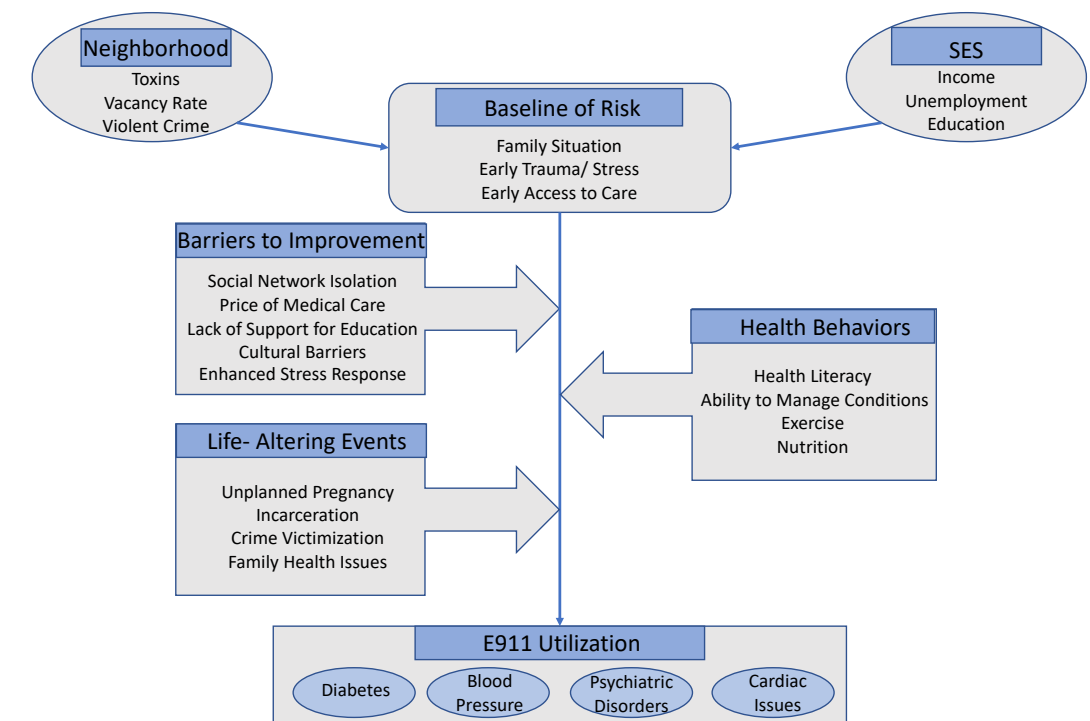 Neighborhood
Toxins
Vacancy Rate
Violent Crime
SES
Income
Unemployment
Education
Baseline of Risk
Family Situation
Early Trauma/ Stress
Early Access to Care
Barriers to Improvement
Social Network Isolation
Price of Medical Care
Lack of Support for Education
Cultural Barriers
Enhanced Stress Response
Health Behaviors
Health Literacy
Ability to Manage Conditions
Exercise
Nutrition
Life- Altering Events
Unplanned Pregnancy
Incarceration
Crime Victimization
Family Health Issues
E911 Utilization
Diabetes
Blood
Pressure
Psychiatric
Disorders
Cardiac
Issues